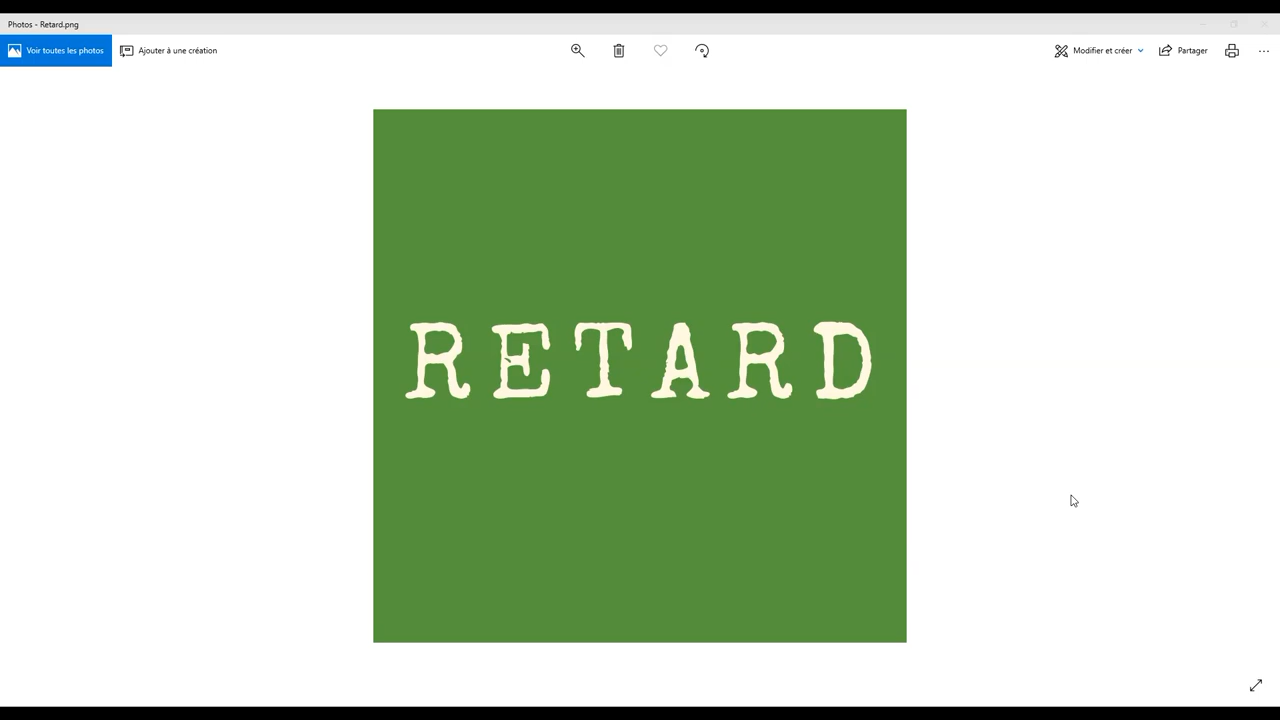 Photos - Retard.png
Voir toutes les photos
Ajouter à une création
Modifier et créer
Partager
RETARD